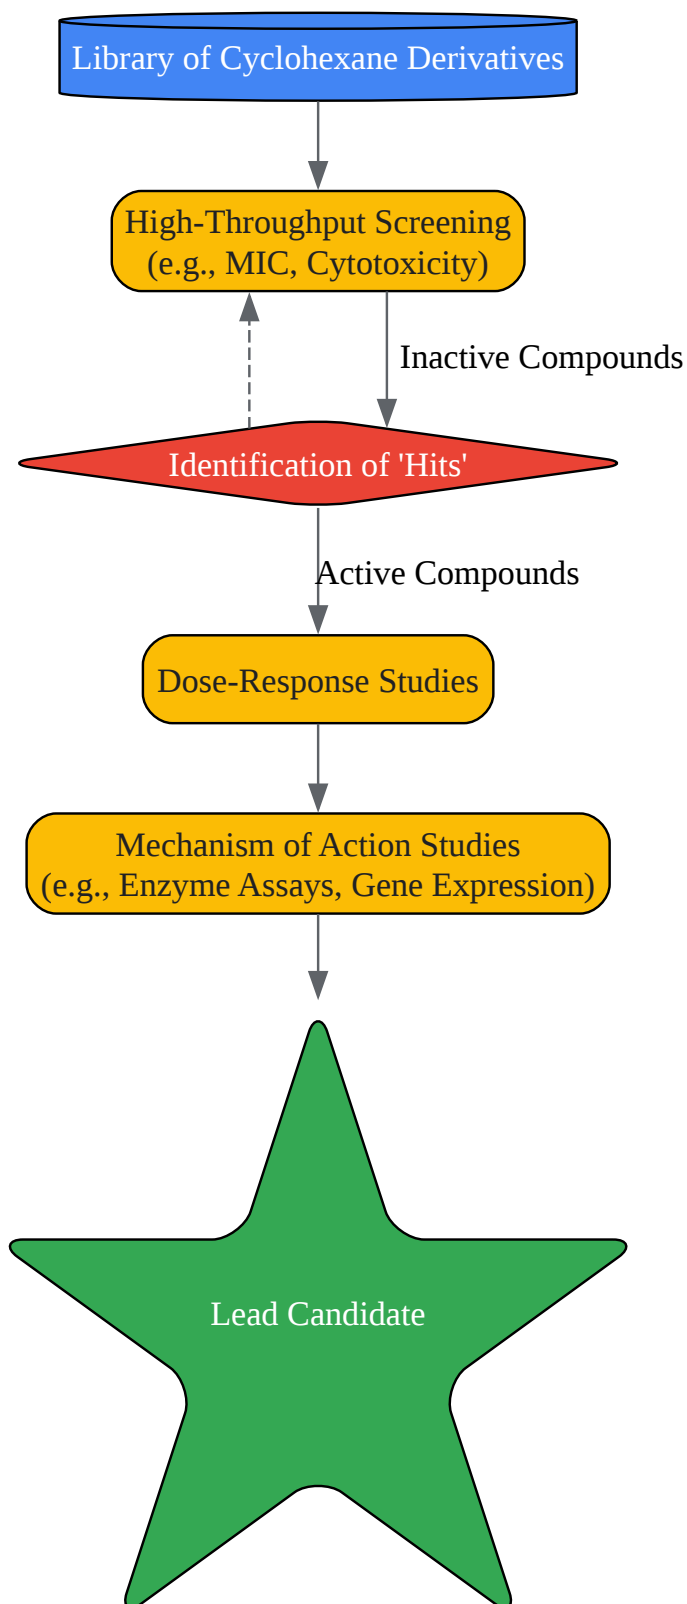 Library of Cyclohexane Derivatives
High-Throughput Screening
(e.g., MIC, Cytotoxicity)
Inactive Compounds
Identification of 'Hits'
Active Compounds
Dose-Response Studies
Mechanism of Action Studies
(e.g., Enzyme Assays, Gene Expression)
Lead Candidate